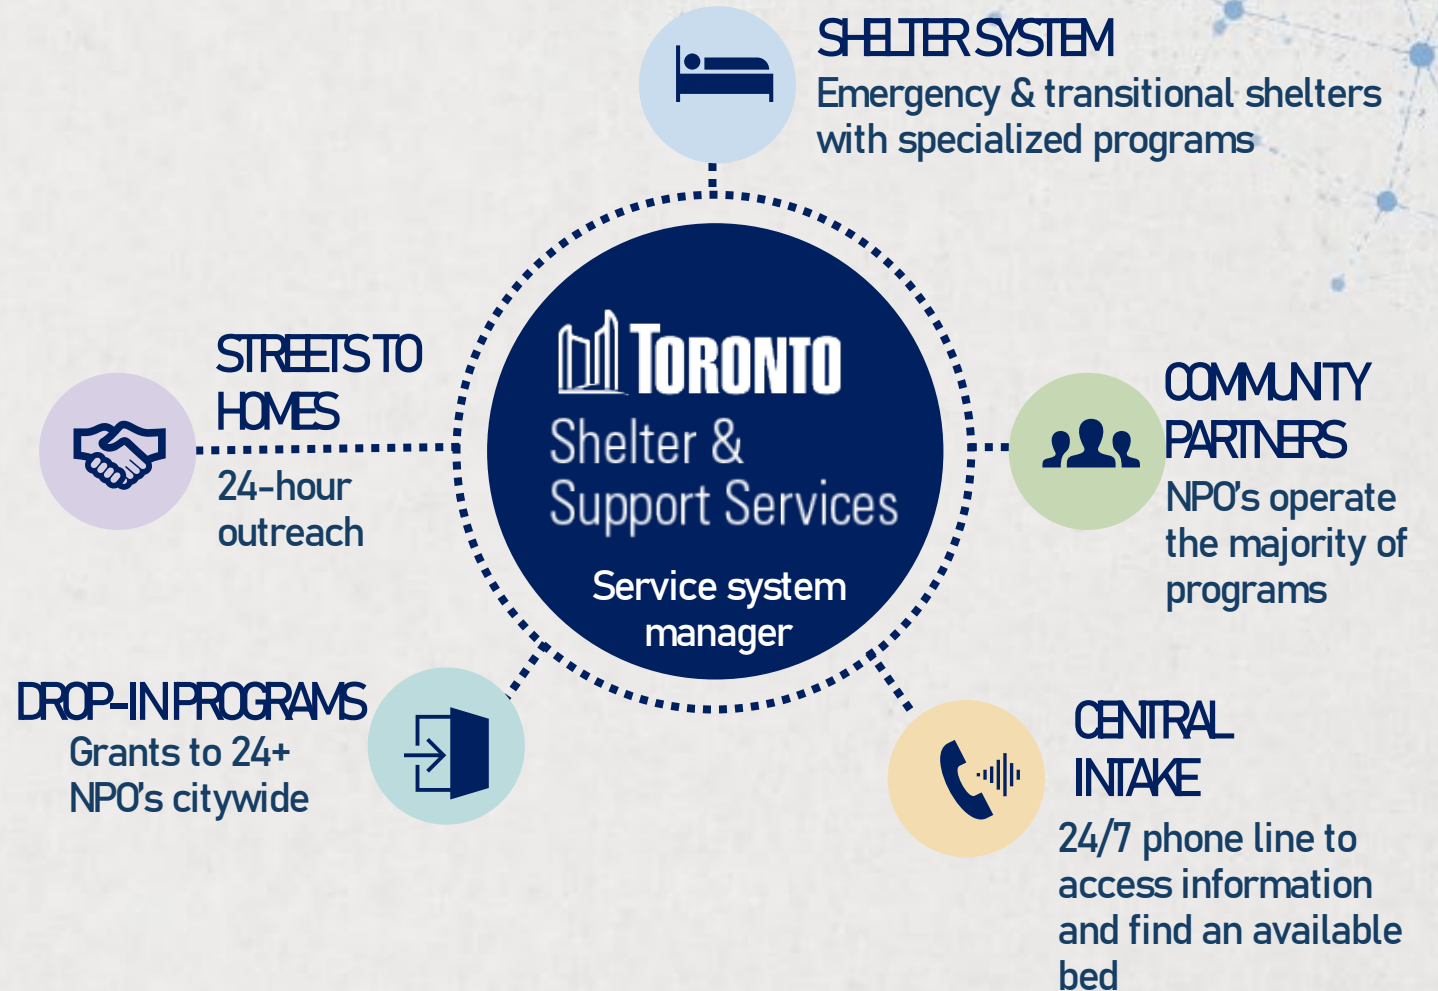 SHELTER SYSTEM
Emergency & transitional shelters
with specialized programs
TORONTO
Shelter &
Support Services
Service system
manager
STREETS TO
HOMES
24-hour
outreach
COMMUNITY
PARTNERS
NPO's operate
the majority of
programs
DROP-IN PROGRAMS
Grants to 24+
NPO's citywide
CENTRAL
INTAKE
24/7 phone line to
access information
and find an available
bed